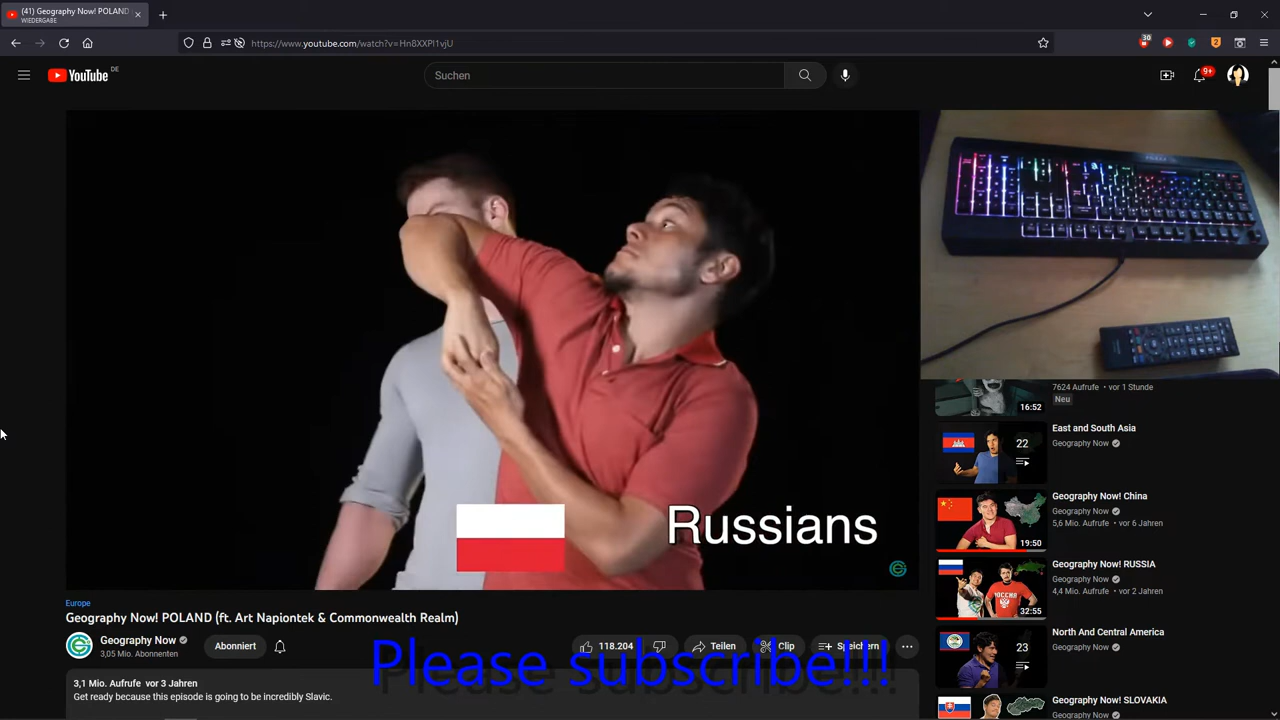 (41) Geography Now! POLAND
WIEDERGABE
https://www.youtube.com/watch?v=Hn8XXPl1vjU
30
2
YouTube DE
Suchen
9+
Russians
Europe
Geography Now! POLAND (ft. Art Napiontek & Commonwealth Realm)
Geography Now
3,05 Mio. Abonnenten
Abonniert
118.204
Teilen
Clip
Speichern
Please subscribe!!!
3,1 Mio. Aufrufe vor 3 Jahren
Get ready because this episode is going to be incredibly Slavic.
7624 Aufrufe • vor 1 Stunde
Neu
16:52
East and South Asia
Geography Now
22
Geography Now! China
Geography Now
5,6 Mio. Aufrufe • vor 6 Jahren
19:50
Geography Now! RUSSIA
Geography Now
4,4 Mio. Aufrufe • vor 2 Jahren
32:55
North And Central America
Geography Now
23
Geography Now! SLOVAKIA
Geography Now